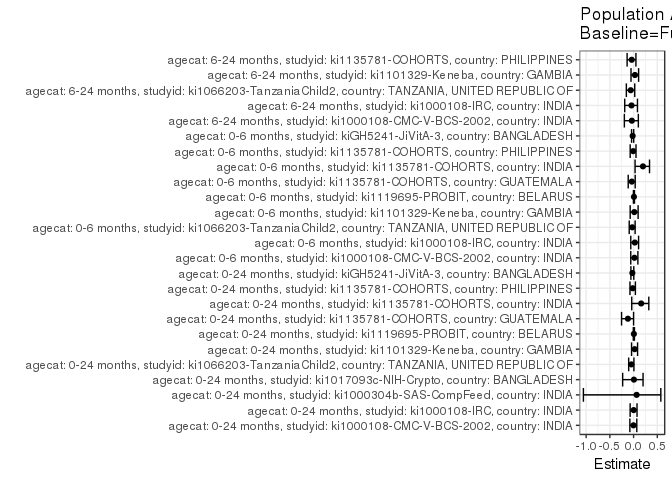 Population
Baseline=F
agecat: 6-24 months, studyid: ki1135781-COHORTS, country: PHILIPPINES
agecat: 6-24 months, studyid: ki1101329-Keneba, country: GAMBIA
agecat: 6-24 months, studyid: ki1066203-TanzaniaChild2, country: TANZANIA, UNITED REPUBLIC OF
agecat: 6-24 months, studyid: ki1000108-IRC, country: INDIA
agecat: 6-24 months, studyid: ki1000108-CMC-V-BCS-2002, country: INDIA
agecat: 0-6 months, studyid: kiGH5241-JiVitA-3, country: BANGLADESH
agecat: 0-6 months, studyid: ki1135781-COHORTS, country: PHILIPPINES
agecat: 0-6 months, studyid: ki1135781-COHORTS, country: INDIA
agecat: 0-6 months, studyid: ki1135781-COHORTS, country: GUATEMALA
agecat: 0-6 months, studyid: ki1119695-PROBIT, country: BELARUS
agecat: 0-6 months, studyid: ki1101329-Keneba, country: GAMBIA
agecat: 0-6 months, studyid: ki1066203-TanzaniaChild2, country: TANZANIA, UNITED REPUBLIC OF
agecat: 0-6 months, studyid: ki1000108-IRC, country: INDIA
agecat: 0-6 months, studyid: ki1000108-CMC-V-BCS-2002, country: INDIA
agecat: 0-24 months, studyid: kiGH5241-JiVitA-3, country: BANGLADESH
agecat: 0-24 months, studyid: ki1135781-COHORTS, country: PHILIPPINES
agecat: 0-24 months, studyid: ki1135781-COHORTS, country: INDIA
agecat: 0-24 months, studyid: ki1135781-COHORTS, country: GUATEMALA
agecat: 0-24 months, studyid: ki1119695-PROBIT, country: BELARUS
agecat: 0-24 months, studyid: ki1101329-Keneba, country: GAMBIA
agecat: 0-24 months, studyid: ki1066203-TanzaniaChild2, country: TANZANIA, UNITED REPUBLIC OF
agecat: 0-24 months, studyid: ki1017093c-NIH-Crypto, country: BANGLADESH
agecat: 0-24 months, studyid: ki1000304b-SAS-CompFeed, country: INDIA
agecat: 0-24 months, studyid: ki1000108-IRC, country: INDIA
agecat: 0-24 months, studyid: ki1000108-CMC-V-BCS-2002, country: INDIA
-1.0 -0.5 0.0 0.5
Estimate